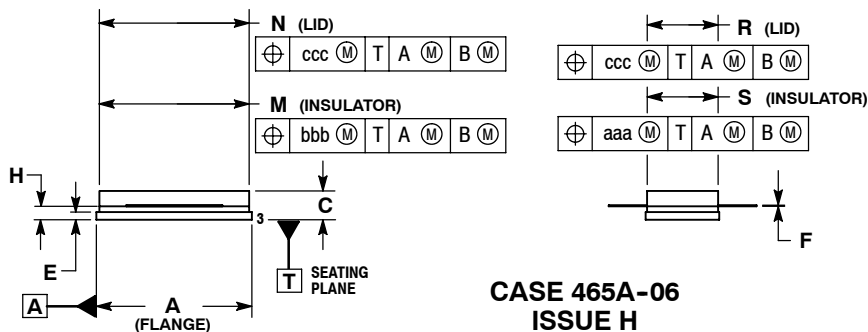 N (LID)
⌖ ccc Ⓜ T A Ⓜ B Ⓜ
M (INSULATOR)
⌖ bbb Ⓜ T A Ⓜ B Ⓜ
R (LID)
⌖ ccc Ⓜ T A Ⓜ B Ⓜ
S (INSULATOR)
⌖ aaa Ⓜ T A Ⓜ B Ⓜ
H
C
3
E
F
T SEATING
PLANE
A
A
(FLANGE)
CASE 465A-06
ISSUE H